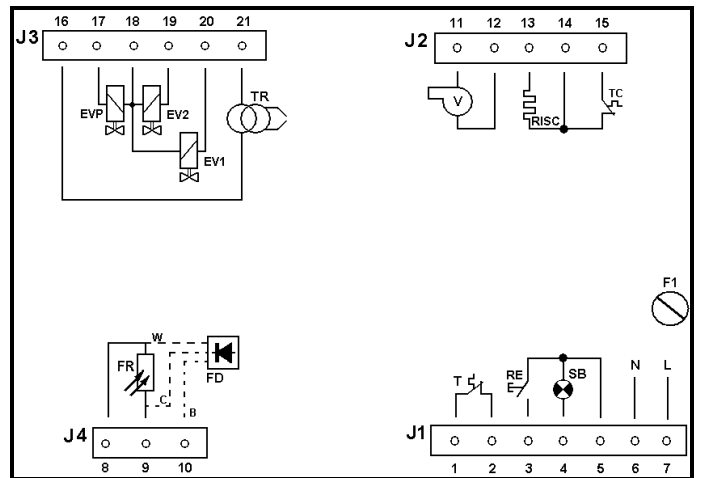 16 17 18 19 20 21
J3
11 12 13 14 15
J2
TR
EVP
EV2
EV1
V
RISC
TC
F1
W
FR
FD
C
B
J4
8 9 10
T
RE
SB
N
L
J1
1 2 3 4 5 6 7